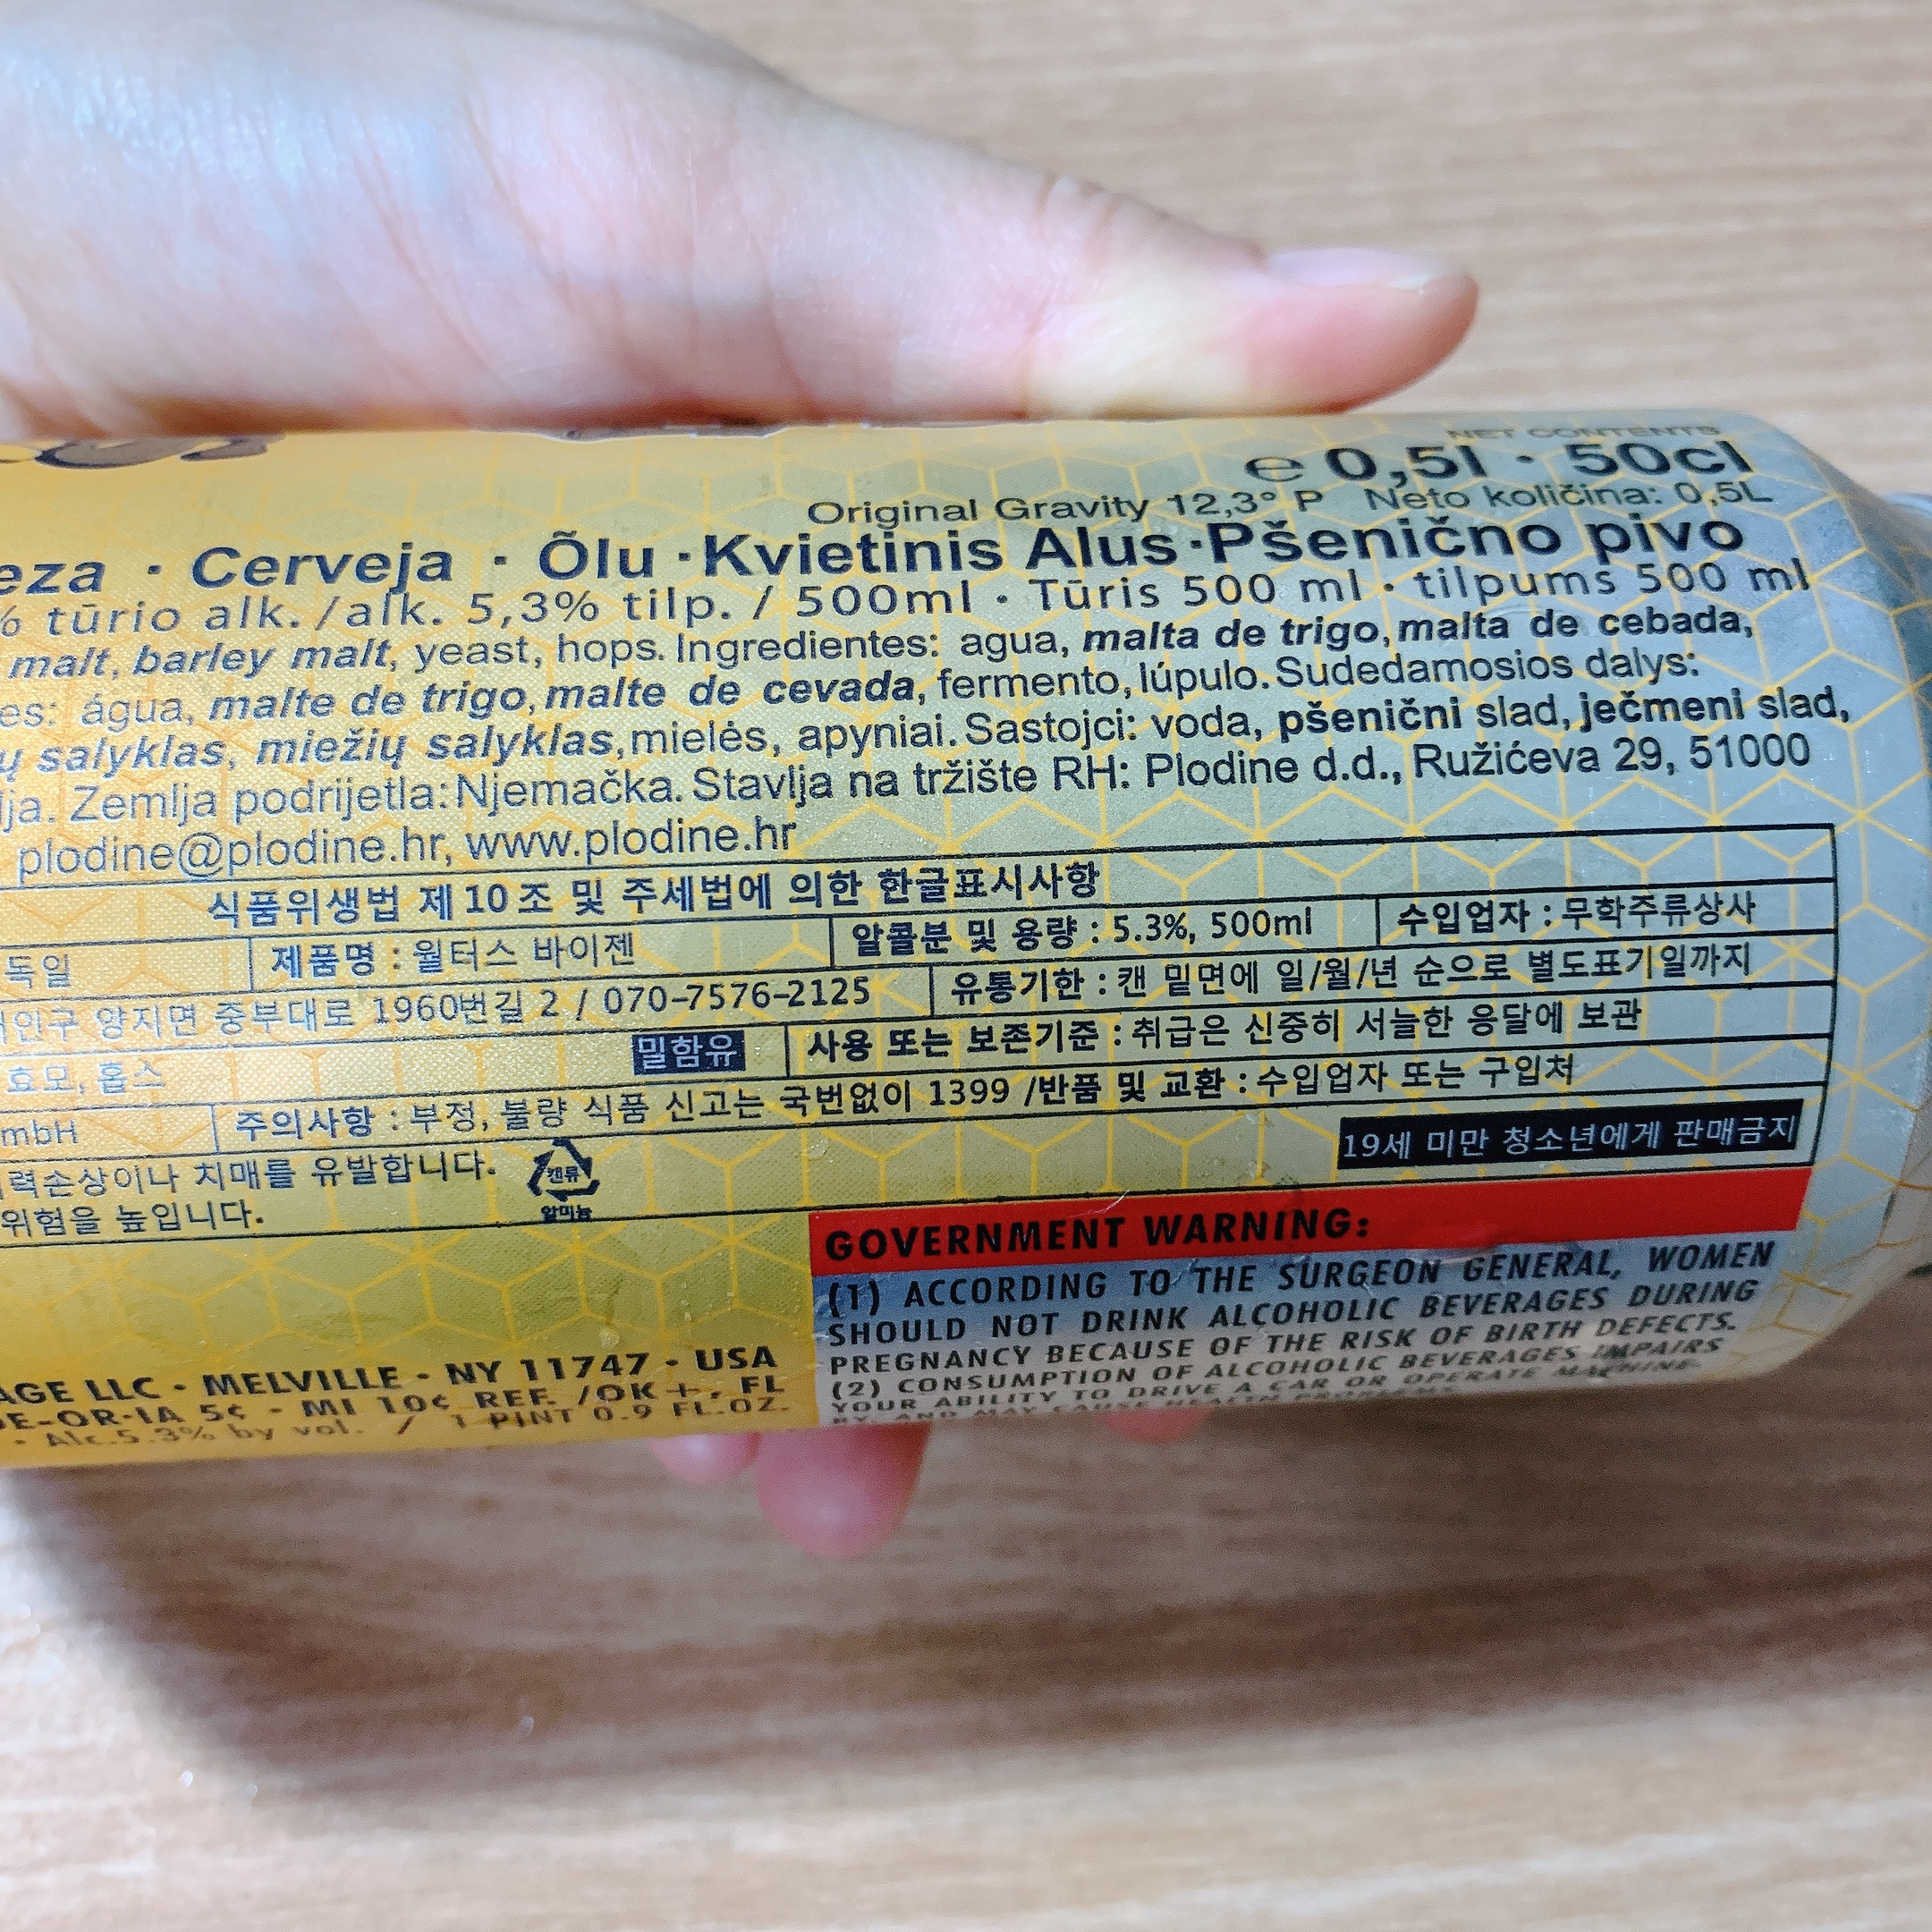 NET CONTENTS
℮ 0,5l · 50cl
Original Gravity 12,3° P Neto količina: 0,5L
eza · Cerveja · Õlu · Kvietinis Alus · Pšenično pivo
% tūrio alk. /alk. 5,3% tilp. / 500ml · Tūris 500 ml · tilpums 500 ml
malt, barley malt, yeast, hops. Ingredientes: agua, malta de trigo, malta de cebada,
es: água, malte de trigo, malte de cevada, fermento, lúpulo. Sudedamosios dalys:
ų salyklas, miežių salyklas, mielės, apyniai. Sastojci: voda, pšenični slad, ječmeni slad,
lja. Zemlja podrijetla: Njemačka. Stavlja na tržište RH: Plodine d.d., Ružićeva 29, 51000
plodine@plodine.hr, www.plodine.hr
식품위생법 제10조 및 주세법에 의한 한글표시사항
독일 제품명 : 월터스 바이젠 알콜분 및 용량 : 5.3%, 500ml 수입업자 : 무학주류상사
인구 양지면 중부대로 1960번길 2 / 070-7576-2125 유통기한 : 캔 밑면에 일/월/년 순으로 별도표기일까지
효모, 홉스 밀함유 사용 또는 보존기준 : 취급은 신중히 서늘한 응달에 보관
mbH 주의사항 : 부정, 불량 식품 신고는 국번없이 1399 /반품 및 교환 : 수입업자 또는 구입처
력손상이나 치매를 유발합니다. 캔류 19세 미만 청소년에게 판매금지
위험을 높입니다. 알미늄
GOVERNMENT WARNING:
(1) ACCORDING TO THE SURGEON GENERAL, WOMEN
SHOULD NOT DRINK ALCOHOLIC BEVERAGES DURING
PREGNANCY BECAUSE OF THE RISK OF BIRTH DEFECTS.
(2) CONSUMPTION OF ALCOHOLIC BEVERAGES IMPAIRS
YOUR ABILITY TO DRIVE A CAR OR OPERATE MACHINE-
RY, AND MAY CAUSE HEALTH PROBLEMS.
AGE LLC · MELVILLE · NY 11747 · USA
DE-OR-IA 5¢ · MI 10¢ REF. /OK+, FL
· Alc.5.3% by vol. / 1 PINT 0.9 FL.OZ.